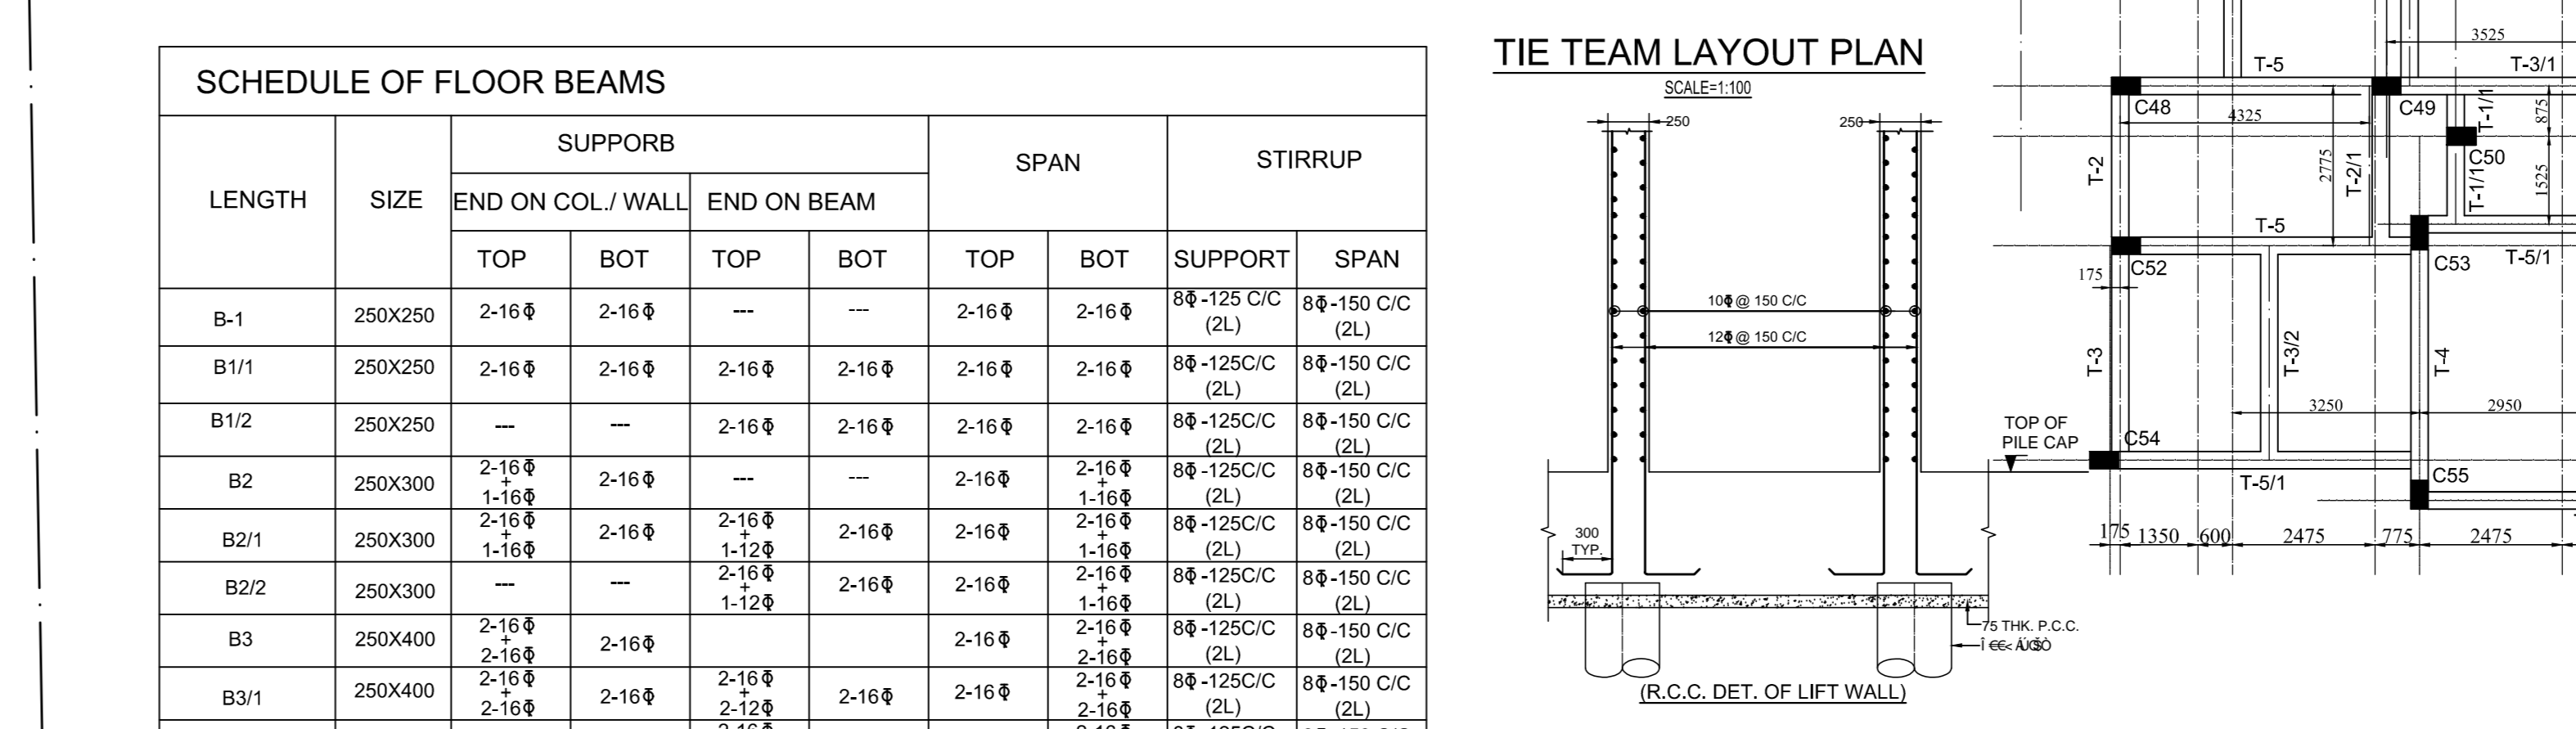 SCHEDULE OF FLOOR BEAMS
LENGTH SIZE SUPPORB SPAN STIRRUP
END ON COL./ WALL END ON BEAM
TOP BOT TOP BOT TOP BOT SUPPORT SPAN
B-1 250X250 2-16Φ 2-16Φ --- --- 2-16Φ 2-16Φ 8Φ-125 C/C (2L) 8Φ-150 C/C (2L)
B1/1 250X250 2-16Φ 2-16Φ 2-16Φ 2-16Φ 2-16Φ 2-16Φ 8Φ-125C/C (2L) 8Φ-150 C/C (2L)
B1/2 250X250 --- --- 2-16Φ 2-16Φ 2-16Φ 2-16Φ 8Φ-125C/C (2L) 8Φ-150 C/C (2L)
B2 250X300 2-16Φ + 1-16Φ 2-16Φ --- --- 2-16Φ 2-16Φ + 1-16Φ 8Φ-125C/C (2L) 8Φ-150 C/C (2L)
B2/1 250X300 2-16Φ + 1-16Φ 2-16Φ 2-16Φ + 1-12Φ 2-16Φ 2-16Φ 2-16Φ + 1-16Φ 8Φ-125C/C (2L) 8Φ-150 C/C (2L)
B2/2 250X300 --- --- 2-16Φ + 1-12Φ 2-16Φ 2-16Φ 2-16Φ + 1-16Φ 8Φ-125C/C (2L) 8Φ-150 C/C (2L)
B3 250X400 2-16Φ + 2-16Φ 2-16Φ 2-16Φ 2-16Φ + 2-16Φ 8Φ-125C/C (2L) 8Φ-150 C/C (2L)
B3/1 250X400 2-16Φ + 2-16Φ 2-16Φ 2-16Φ + 2-12Φ 2-16Φ 2-16Φ 2-16Φ + 2-16Φ 8Φ-125C/C (2L) 8Φ-150 C/C (2L)
TIE TEAM LAYOUT PLAN
SCALE=1:100
250 250
10Φ@ 150 C/C
12Φ@ 150 C/C
TOP OF
PILE CAP
300
TYP.
75 THK. P.C.C.
(R.C.C. DET. OF LIFT WALL)
3525
T-5 T-3/1
C48 C49
4325
T-1/1
875
C50
T-2
2775
T-2/1
T-1/1
1525
T-5
C52 C53
T-5/1
175
T-3
T-3/2
T-4
3250 2950
C54
C55
T-5/1
175 1350 600 2475 775 2475